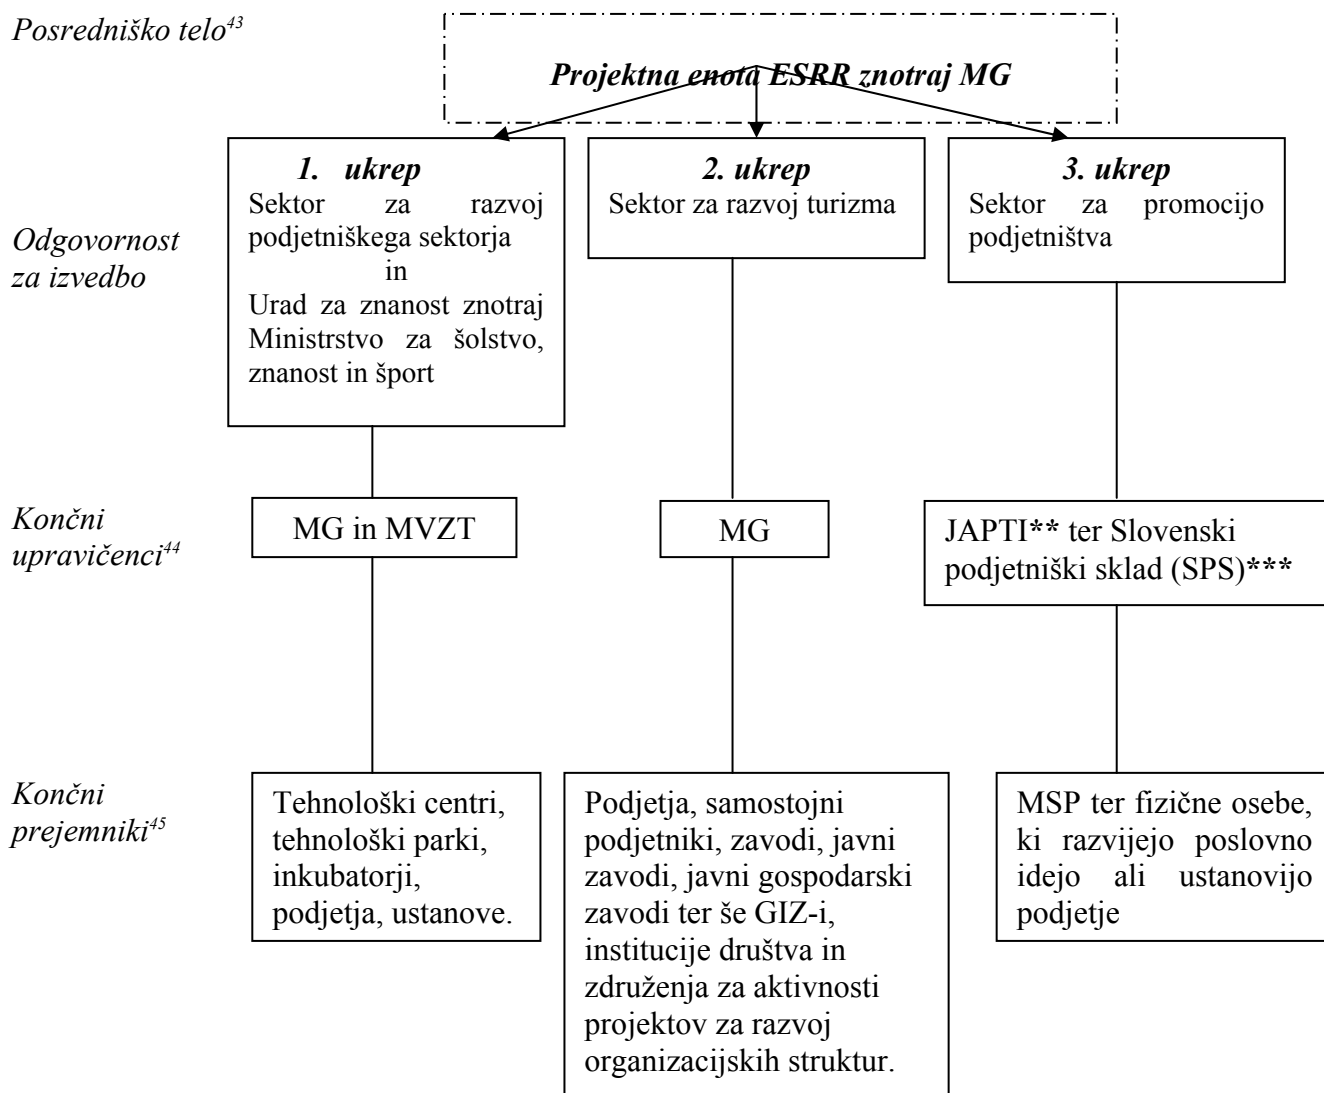 Posredniško telo43
Projektna enota ESRR znotraj MG
Odgovornost
za izvedbo
1. ukrep
Sektor za razvoj
podjetniškega sektorja
in
Urad za znanost znotraj
Ministrstvo za šolstvo,
znanost in šport
2. ukrep
Sektor za razvoj turizma
3. ukrep
Sektor za promocijo
podjetništva
Končni
upravičenci44
MG in MVZT
MG
JAPTI** ter Slovenski
podjetniški sklad (SPS)***
Končni
prejemniki45
Tehnološki centri,
tehnološki parki,
inkubatorji,
podjetja, ustanove.
Podjetja, samostojni
podjetniki, zavodi, javni
zavodi, javni gospodarski
zavodi ter še GIZ-i,
institucije društva in
združenja za aktivnosti
projektov za razvoj
organizacijskih struktur.
MSP ter fizične osebe,
ki razvijejo poslovno
idejo ali ustanovijo
podjetje